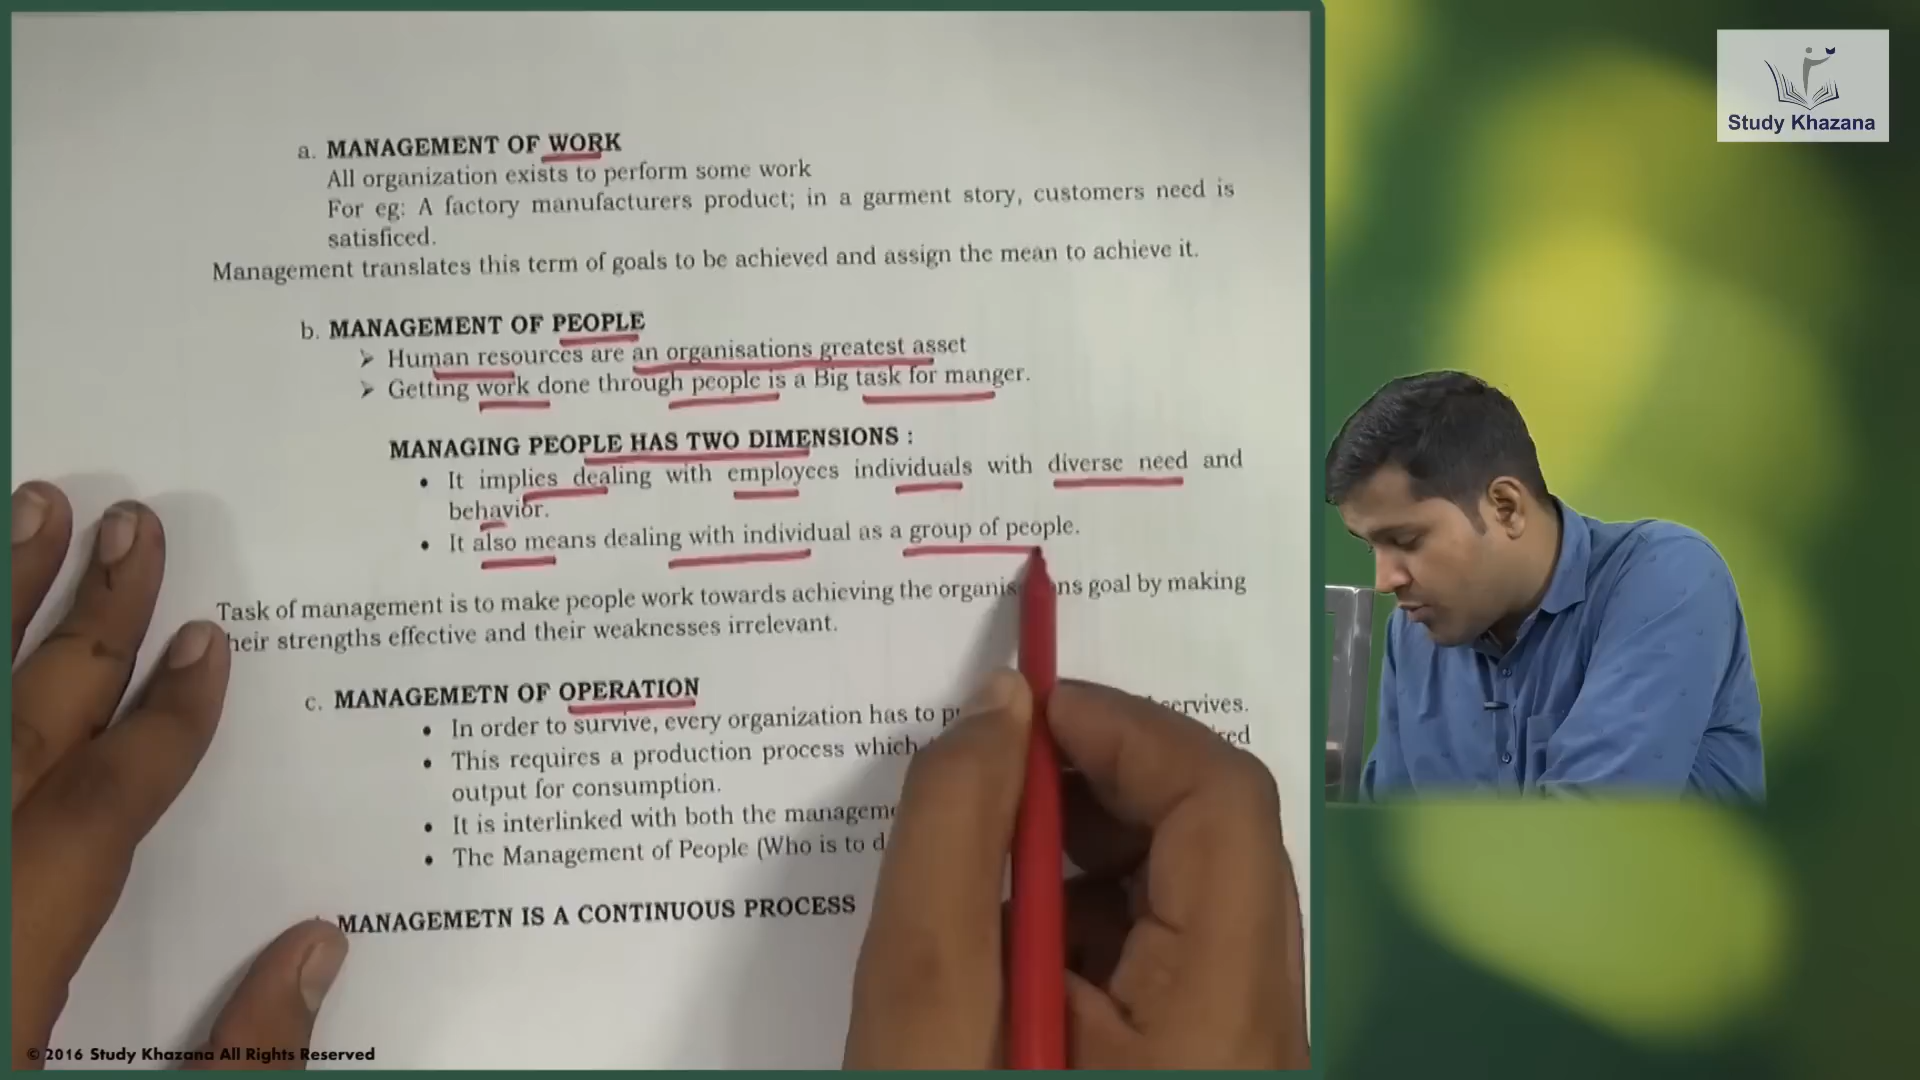 a. MANAGEMENT OF WORK
All organization exists to perform some work
For eg: A factory manufacturers product; in a garment story, customers need is
satisficed.
Management translates this term of goals to be achieved and assign the mean to achieve it.
b. MANAGEMENT OF PEOPLE
➢ Human resources are an organisations greatest asset
➢ Getting work done through people is a Big task for manger.
MANAGING PEOPLE HAS TWO DIMENSIONS :
• It implies dealing with employees individuals with diverse need and
behavior.
• It also means dealing with individual as a group of people.
Task of management is to make people work towards achieving the goal by making
strengths effective and their weaknesses irrelevant.
c. MANAGEMETN OF OPERATION
• In order to survive, every organization has to
• This requires a production process which
output for consumption.
• It is interlinked with both the
• The Management of People (Who is to
MANAGEMETN IS A CONTINUOUS PROCESS
Study Khazana
© 2016 Study Khazana All Rights Reserved